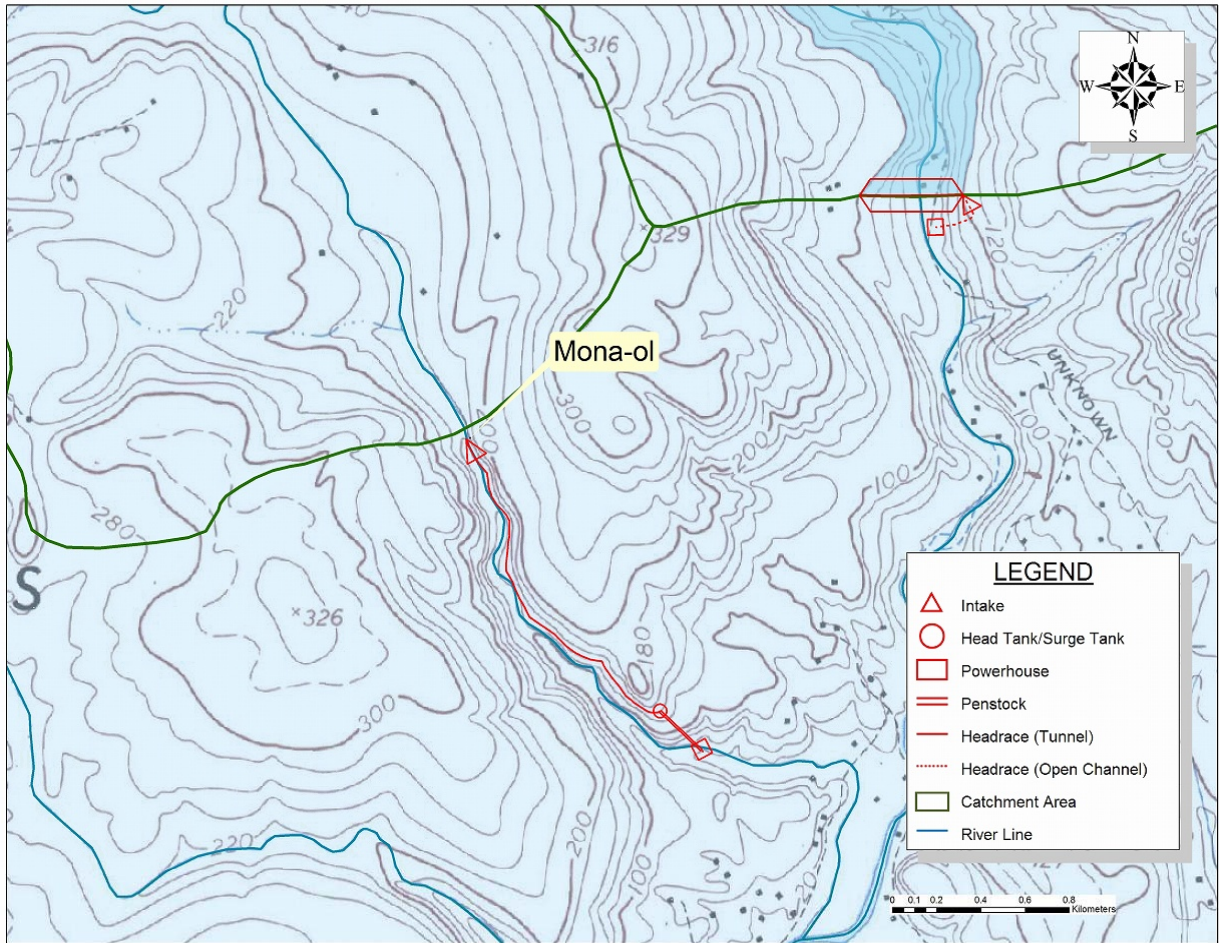 316
N
W E
S
329
120
300
220
Mona-ol
UNKNOWN
300
100
200
100
280
S
326
180
300
200
220
100
20
LEGEND
Intake
Head Tank/Surge Tank
Powerhouse
Penstock
Headrace (Tunnel)
Headrace (Open Channel)
Catchment Area
River Line
0 0.1 0.2 0.4 0.6 0.8
Kilometers